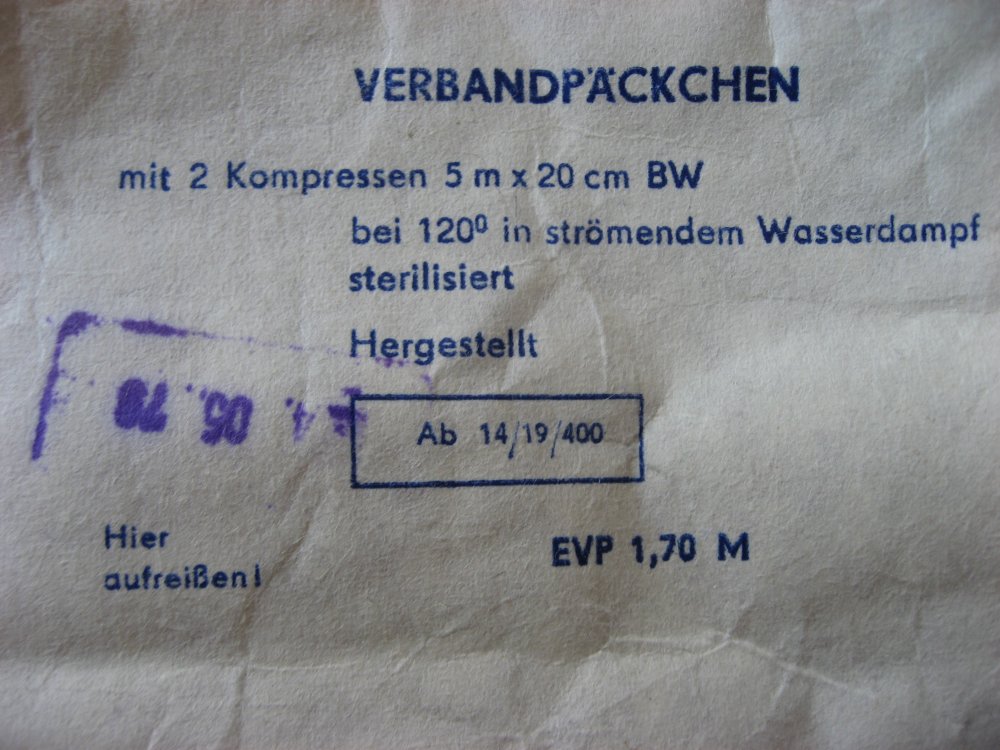 VERBANDPÄCKCHEN
mit 2 Kompressen 5 m x 20 cm BW
bei 120⁰ in strömendem Wasserdampf
sterilisiert
Hergestellt
Ab 14/19/400
Hier
aufreißen!
EVP 1,70 M